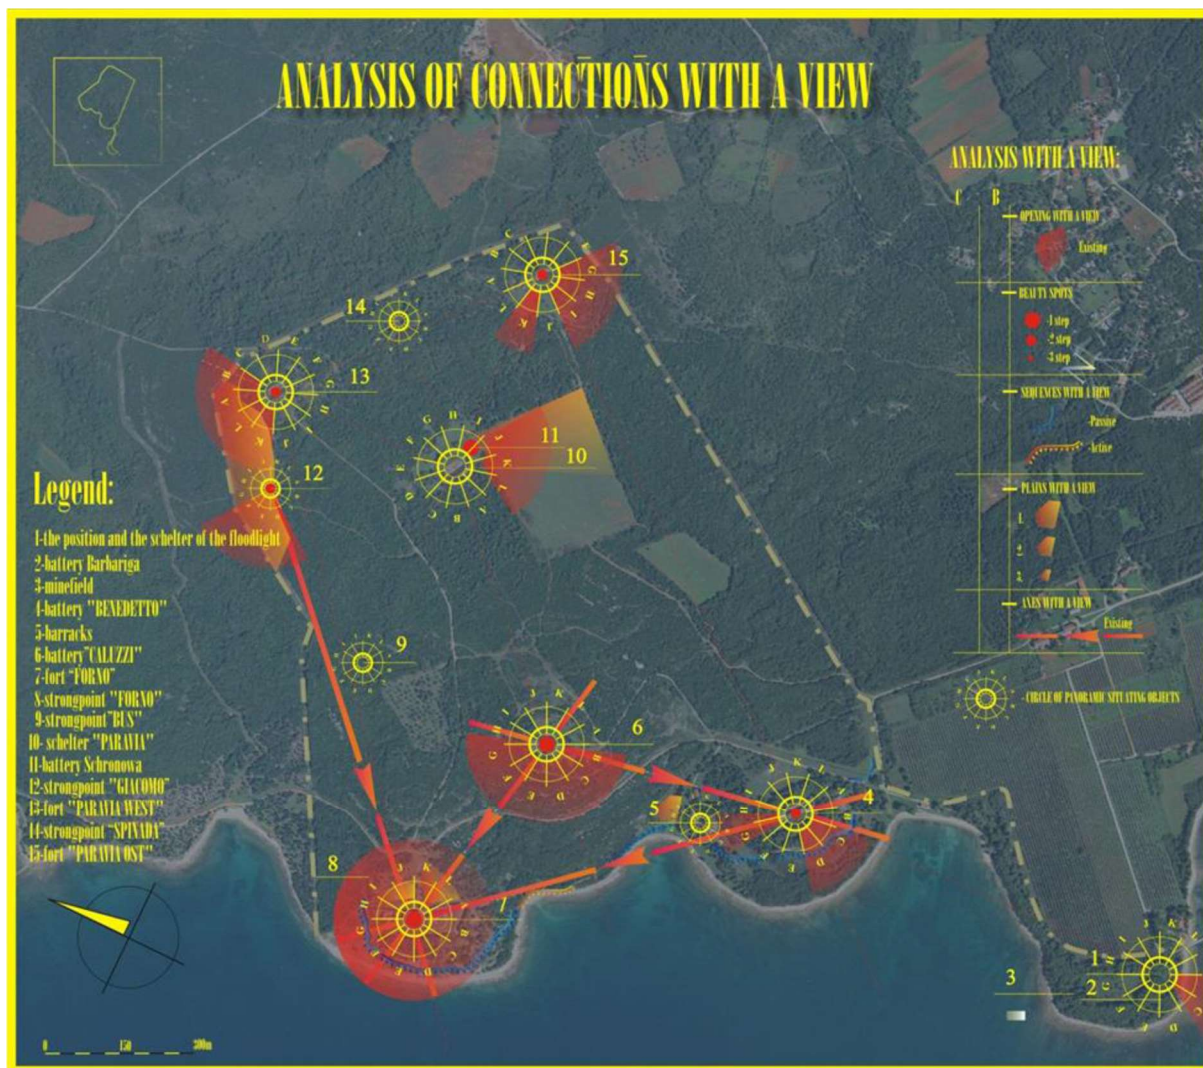 ANALYSIS OF CONNECTIONS WITH A VIEW
ANALYSIS WITH A VIEW:
C B
OPENING WITH A VIEW
Existing
BEAUTY SPOTS
-1 step
-2 step
-3 step
SEQUENCES WITH A VIEW
-Passive
-Active
PLAINS WITH A VIEW
1.
2.
3.
AXES WITH A VIEW
Existing
- CIRCLE OF PANORAMIC SITUATING OBJECTS
15
14
13
12
11
10
9
6
5
4
8
1
1
2
3
Legend:
1-the position and the schelter of the floodlight
2-battery Barbariga
3-minefield
4-battery "BENEDETTO"
5-barracks
6-battery"CALUZZI"
7-fort "FORNO"
8-strongpoint "FORNO"
9-strongpoint"BUS"
10- schelter "PARAVIA"
11-battery Schronowa
12-strongpoint "GIACOMO"
13-fort "PARAVIA WEST"
14-strongpoint "SPINADA"
15-fort "PARAVIA OST"
0 150 300m